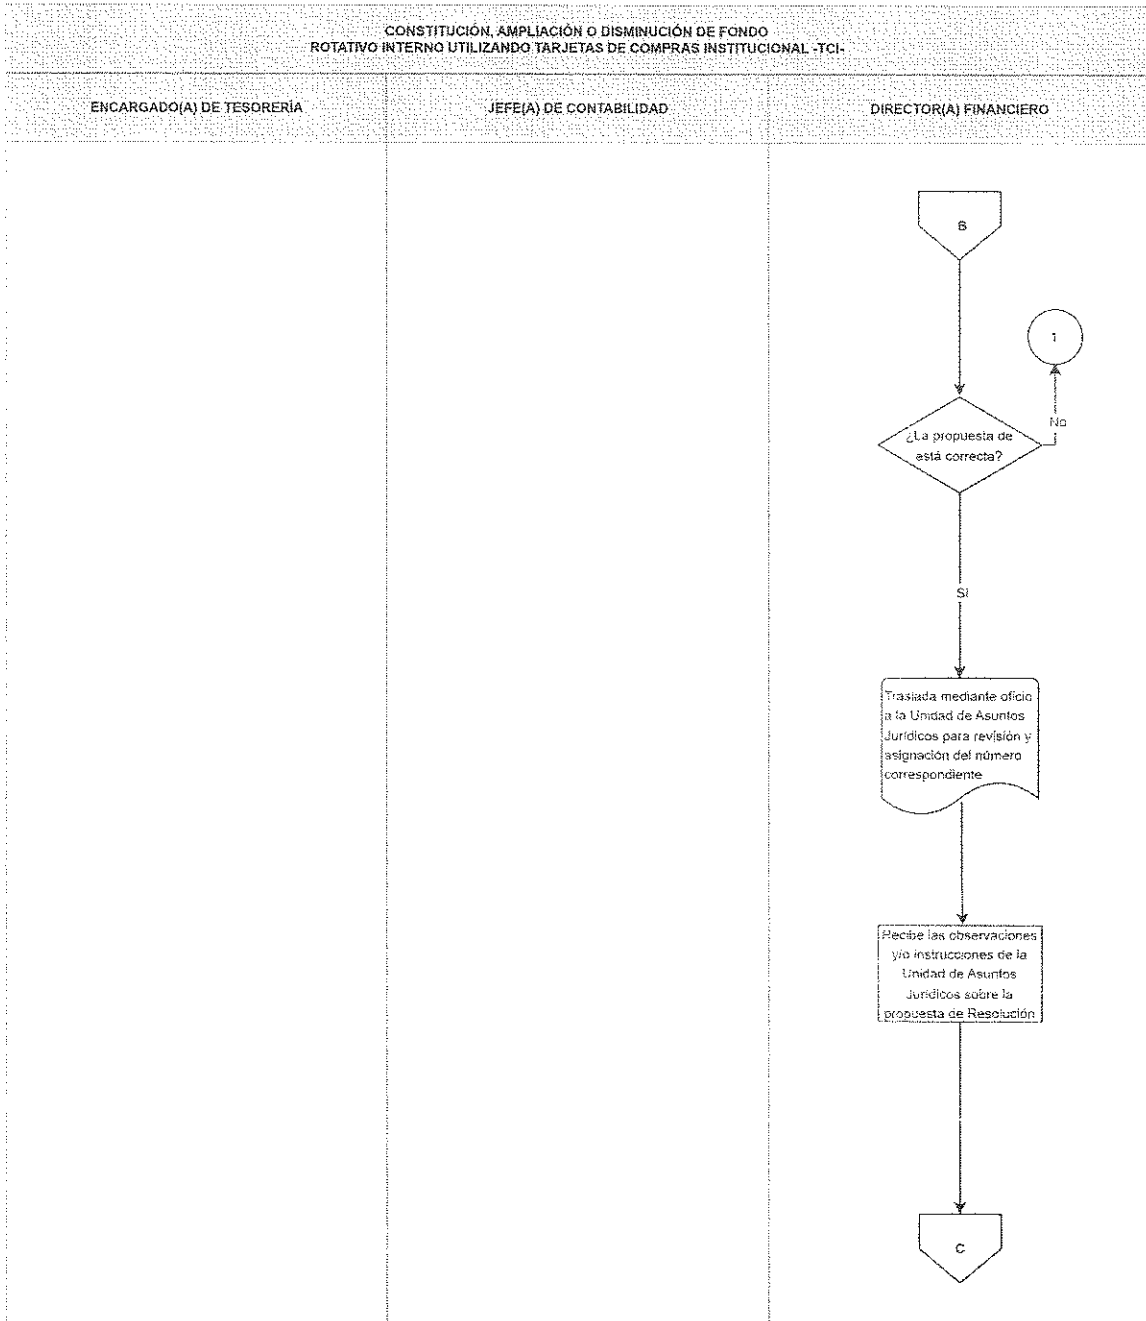 CONSTITUCIÓN, AMPLIACIÓN O DISMINUCIÓN DE FONDO
ROTATIVO INTERNO UTILIZANDO TARJETAS DE COMPRAS INSTITUCIONAL -TCI-
ENCARGADO(A) DE TESORERÍA
JEFE(A) DE CONTABILIDAD
DIRECTOR(A) FINANCIERO
B
1
No
¿La propuesta de
está correcta?
Sí
Traslada mediante oficio
a la Unidad de Asuntos
Jurídicos para revisión y
asignación del número
correspondiente
Recibe las observaciones
y/o instrucciones de la
Unidad de Asuntos
Jurídicos sobre la
propuesta de Resolución
C